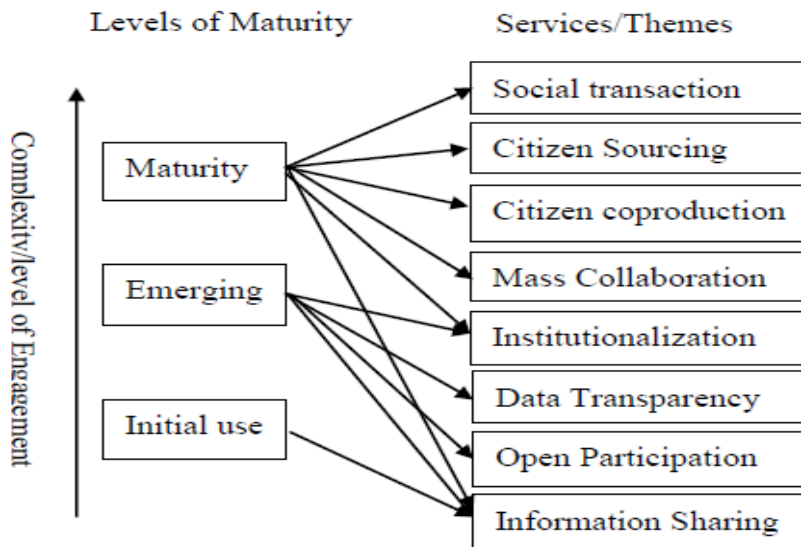 Levels of Maturity
Services/Themes
Complexity/level of Engagement
Maturity
Emerging
Initial use
Social transaction
Citizen Sourcing
Citizen coproduction
Mass Collaboration
Institutionalization
Data Transparency
Open Participation
Information Sharing